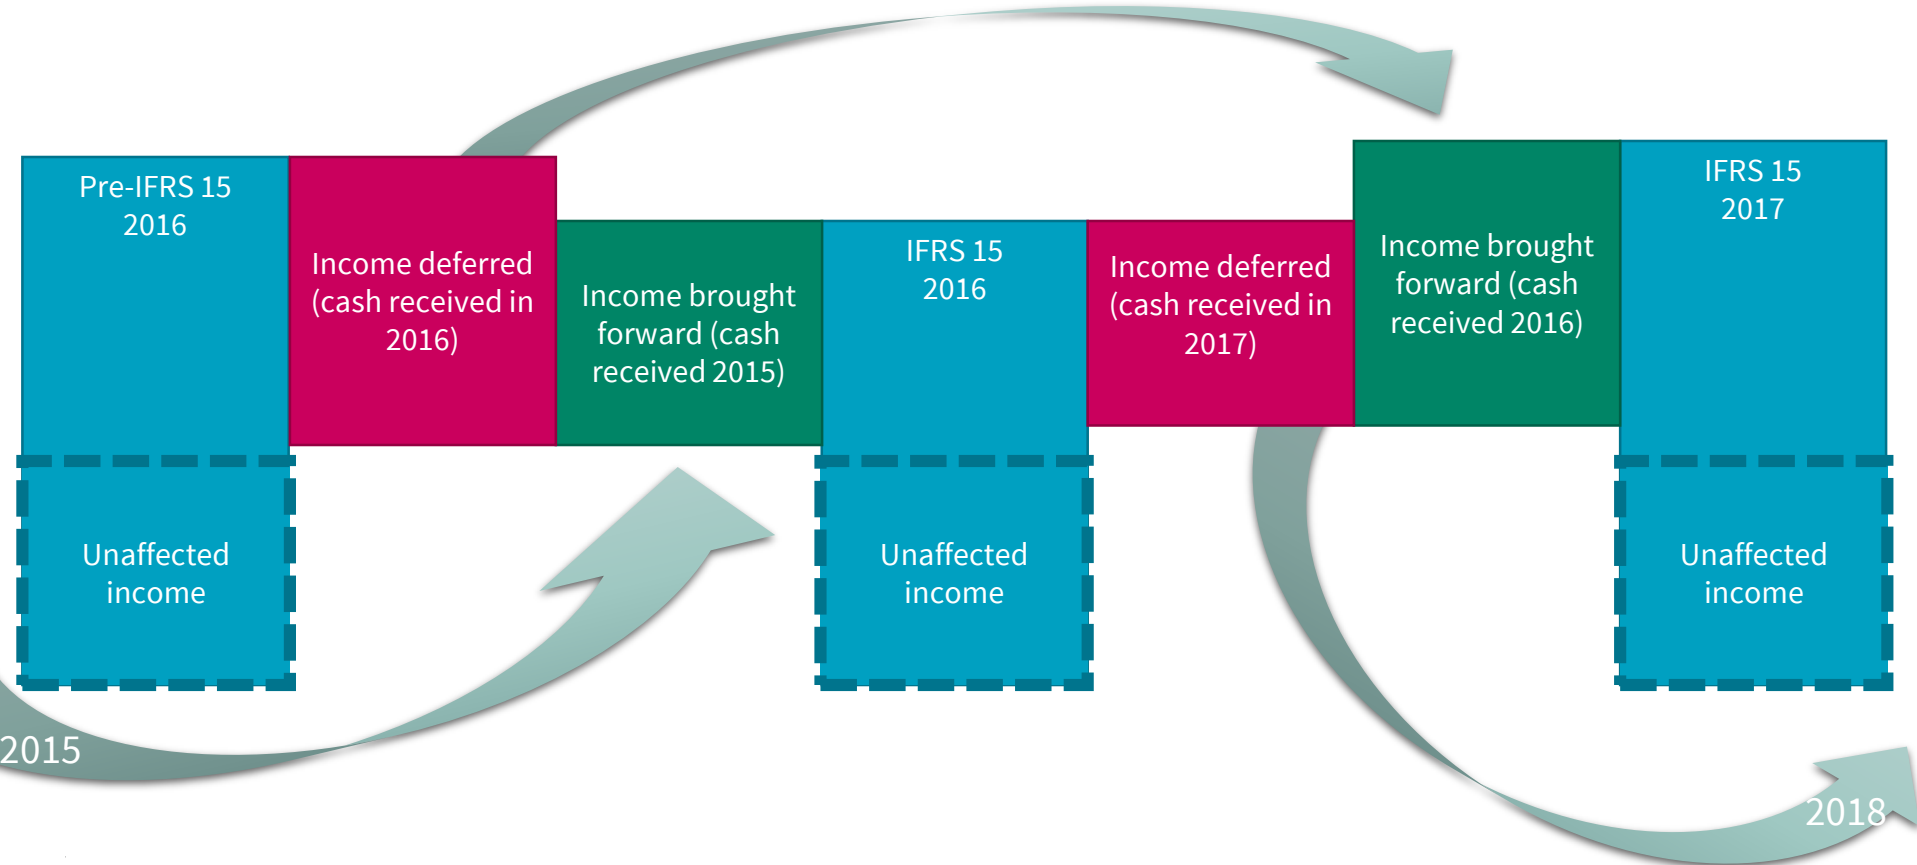 Pre-IFRS 15
2016
Income deferred
(cash received in
2016)
Income brought
forward (cash
received 2015)
IFRS 15
2016
Income deferred
(cash received in
2017)
Income brought
forward (cash
received 2016)
IFRS 15
2017
Unaffected
income
Unaffected
income
Unaffected
income
2015
2018